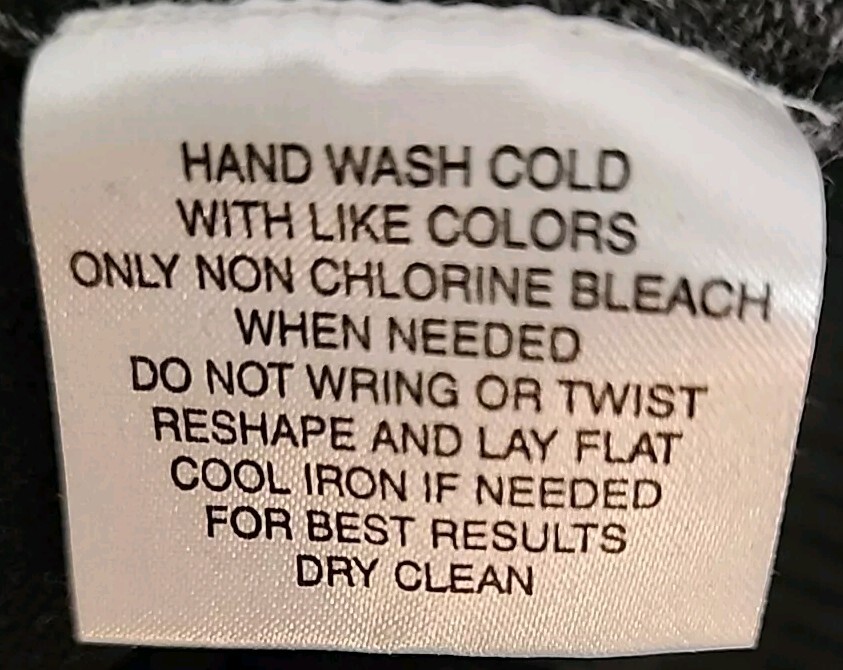 HAND WASH COLD
WITH LIKE COLORS
ONLY NON CHLORINE BLEACH
WHEN NEEDED
DO NOT WRING OR TWIST
RESHAPE AND LAY FLAT
COOL IRON IF NEEDED
FOR BEST RESULTS
DRY CLEAN